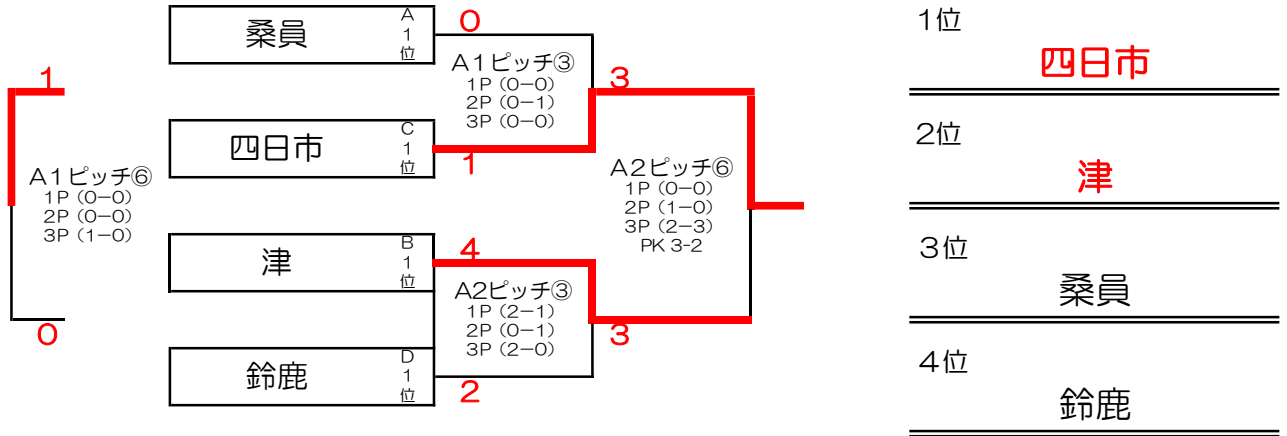 1
A1ピッチ⑥
1P (0-0)
2P (0-0)
3P (1-0)
0
桑員
A
1
位
0
A1ピッチ③
1P (0-0)
2P (0-1)
3P (0-0)
四日市
C
1
位
1
津
B
1
位
4
A2ピッチ③
1P (2-1)
2P (0-1)
3P (2-0)
鈴鹿
D
1
位
2
3
A2ピッチ⑥
1P (0-0)
2P (1-0)
3P (2-3)
PK 3-2
3
1位
四日市
2位
津
3位
桑員
4位
鈴鹿